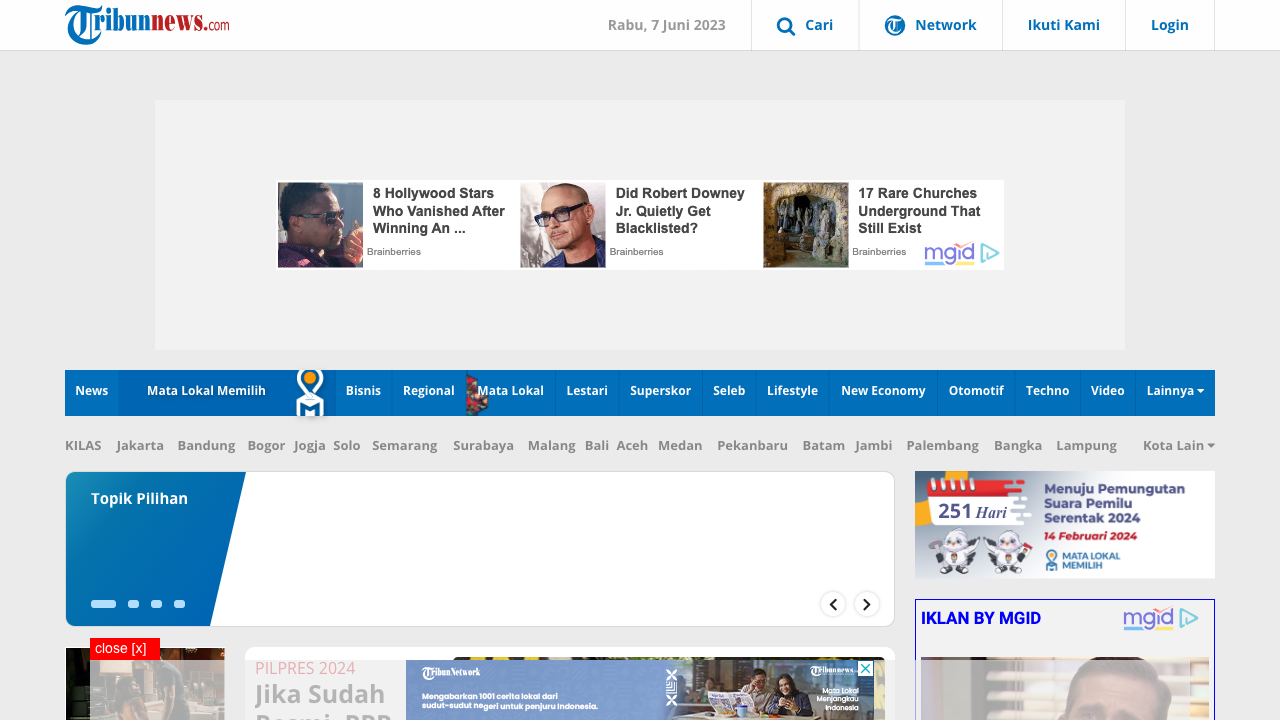 Tribunnews.com
Rabu, 7 Juni 2023
Cari
Network
Ikuti Kami
Login
8 Hollywood Stars
Who Vanished After
Winning An ...
Brainberries
Did Robert Downey
Jr. Quietly Get
Blacklisted?
Brainberries
17 Rare Churches
Underground That
Still Exist
Brainberries
mgid
News
Mata Lokal Memilih
M
Bisnis
Regional
Mata Lokal
Lestari
Superskor
Seleb
Lifestyle
New Economy
Otomotif
Techno
Video
Lainnya
KILAS
Jakarta
Bandung
Bogor
Jogja
Solo
Semarang
Surabaya
Malang
Bali
Aceh
Medan
Pekanbaru
Batam
Jambi
Palembang
Bangka
Lampung
Kota Lain
Topik Pilihan
251 Hari
Menuju Pemungutan
Suara Pemilu
Serentak 2024
14 Februari 2024
MATA LOKAL
MEMILIH
IKLAN BY MGID
mgid
close [x]
PILPRES 2024
Jika Sudah
Resmi, PPP
TribunNetwork
Mengabarkan 1001 cerita lokal dari
sudut-sudut negeri untuk penjuru Indonesia.
Tribunnews.com
Mata Lokal
Menjangkau
Indonesia